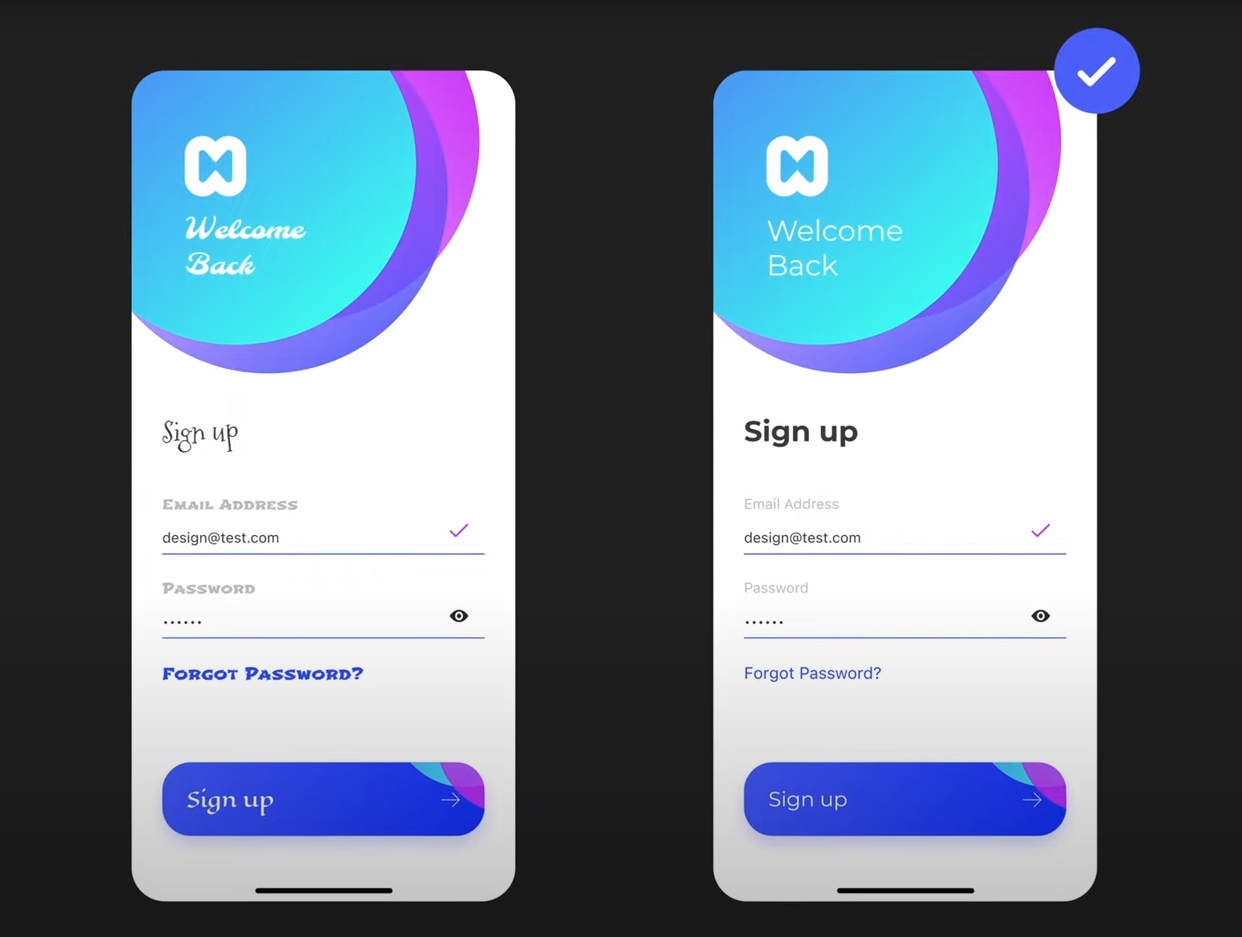 Welcome
Back
Sign up
Email Address
design@test.com
Password
••••••
Forgot Password?
Sign up
Welcome
Back
Sign up
Email Address
design@test.com
Password
••••••
Forgot Password?
Sign up